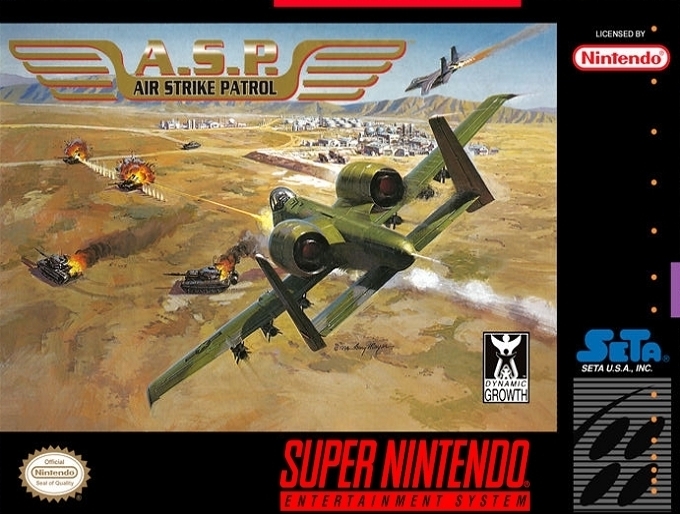 A.S.P.
AIR STRIKE PATROL
LICENSED BY
Nintendo®
SETA®
SETA U.S.A., INC.
DYNAMIC
GROWTH
Official
Nintendo
Seal of Quality
SUPER NINTENDO®
ENTERTAINMENT SYSTEM